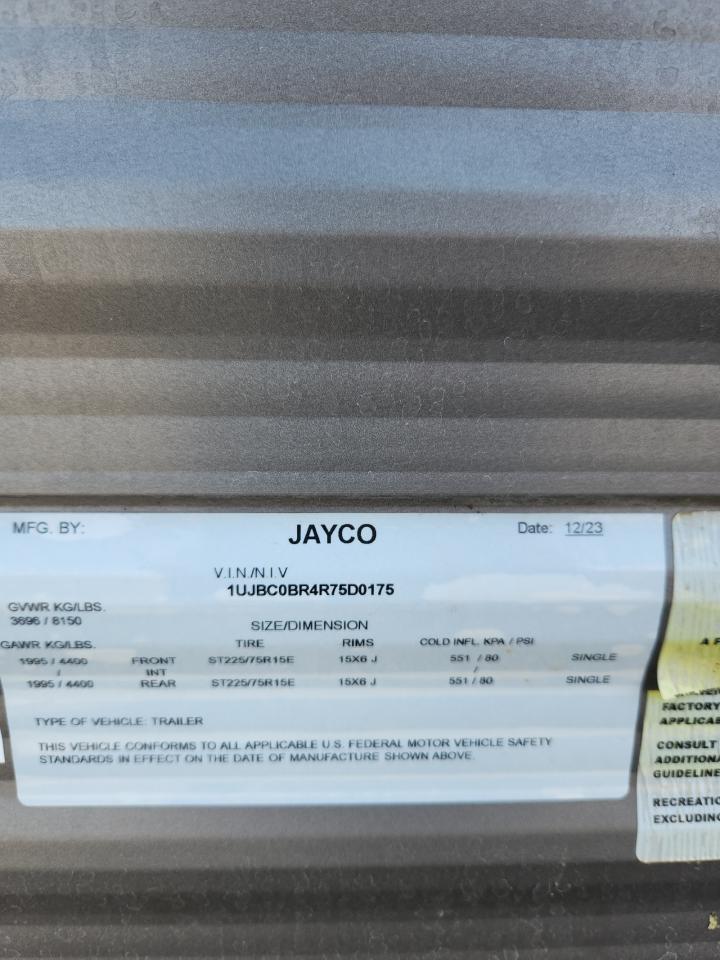 MFG. BY: JAYCO Date: 12/23
V.I.N./N.I.V
1UJBC0BR4R75D0175
GVWR KG/LBS.
3696 / 8150
SIZE/DIMENSION
GAWR KG/LBS. TIRE RIMS COLD INFL. KPA / PSI
1995 / 4400 FRONT ST225/75R15E 15X6 J 551 / 80 SINGLE
/ INT
1995 / 4400 REAR ST225/75R15E 15X6 J 551 / 80 SINGLE
TYPE OF VEHICLE: TRAILER
THIS VEHICLE CONFORMS TO ALL APPLICABLE U.S. FEDERAL MOTOR VEHICLE SAFETY
STANDARDS IN EFFECT ON THE DATE OF MANUFACTURE SHOWN ABOVE.
FACTORY
CONSULT
RECREATIO
EXCLUDING